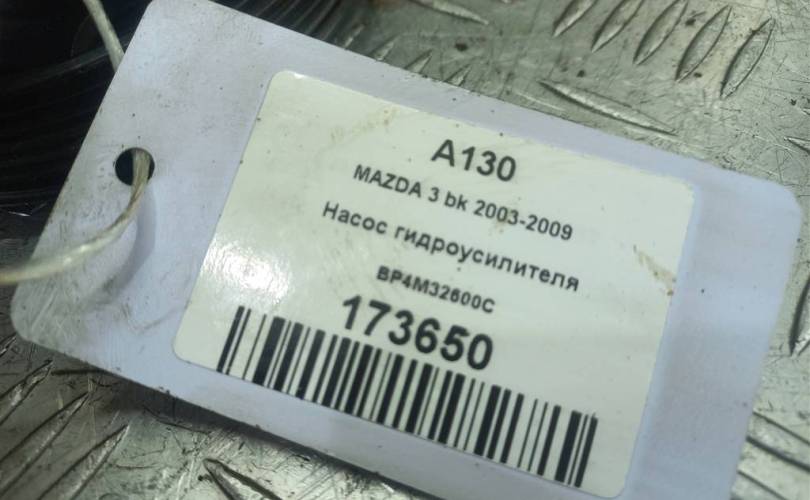 A130
MAZDA 3 bk 2003-2009
Насос гидроусилителя
BP4M32600C
173650